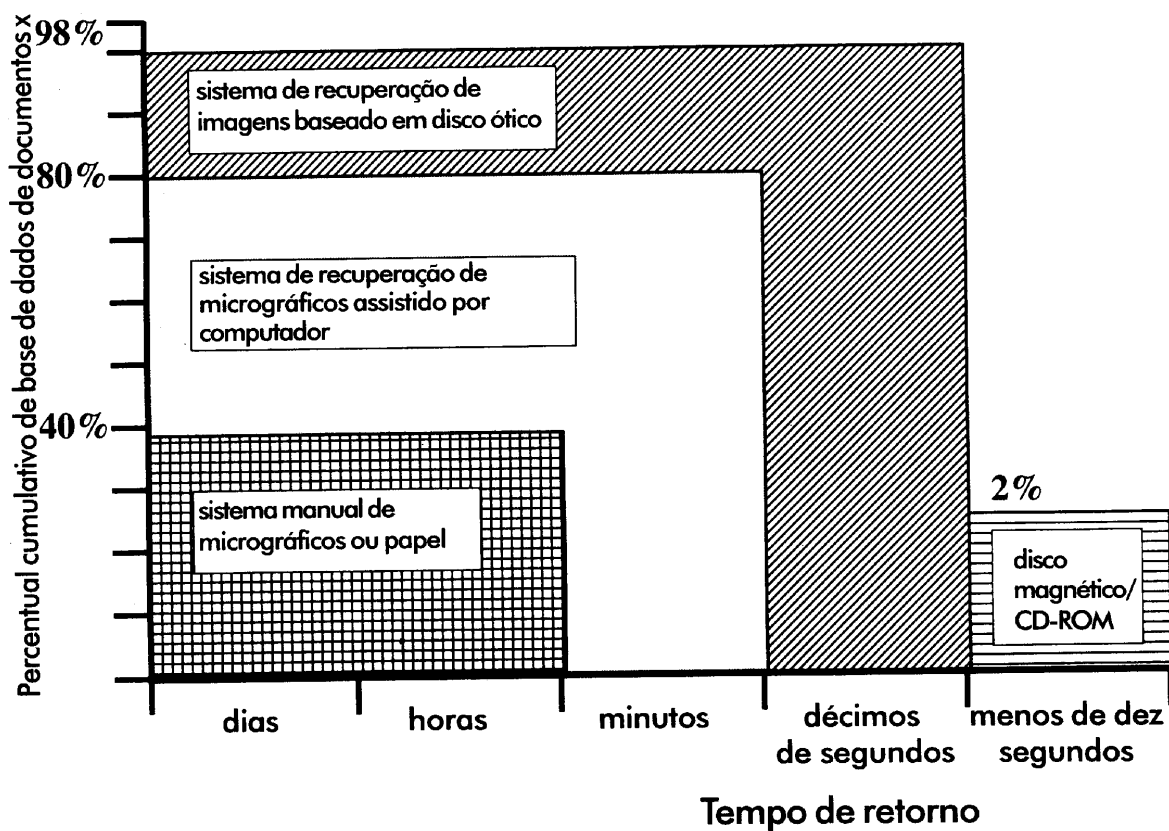 Percentual cumulativo de base de dados de documentos x
98%
80%
40%
sistema de recuperação de
imagens baseado em disco ótico
sistema de recuperação de
micrográficos assistido por
computador
sistema manual de
micrográficos ou papel
2%
disco
magnético/
CD-ROM
dias
horas
minutos
décimos
de segundos
menos de dez
segundos
Tempo de retorno